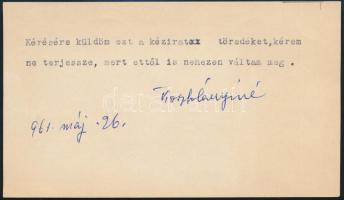 Kérésére küldöm ezt a kéziratxx töredéket,kérem
ne terjessze, mert ettől is nehezen váltam meg .
Kosztolányiné
961. máj. 26.